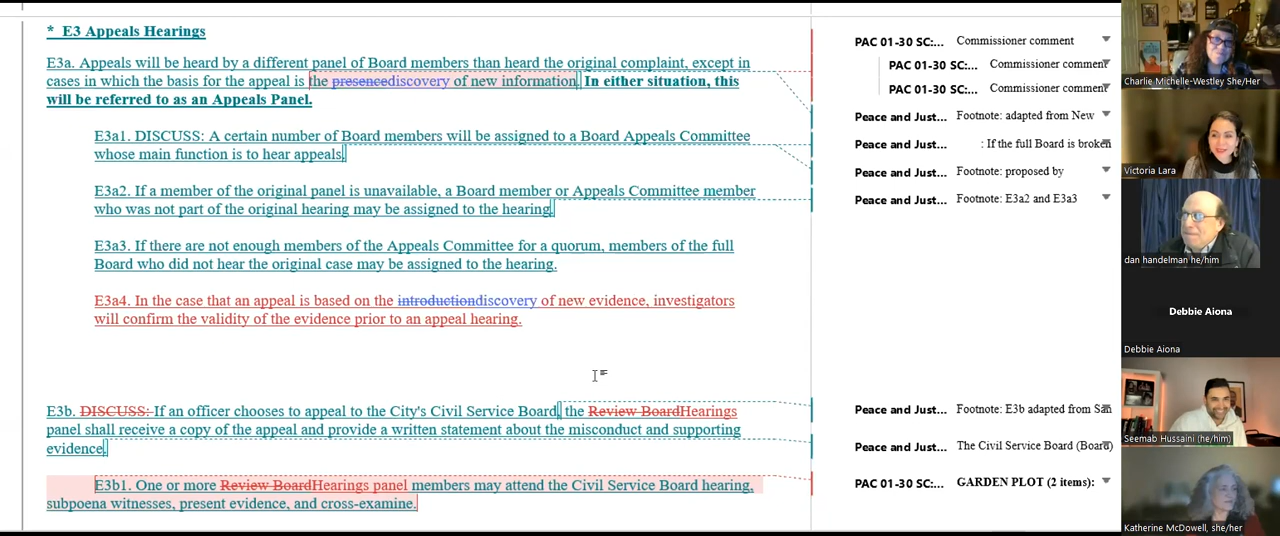 * E3 Appeals Hearings
E3a. Appeals will be heard by a different panel of Board members than heard the original complaint, except in
cases in which the basis for the appeal is the presencediscovery of new information. In either situation, this
will be referred to as an Appeals Panel.
E3a1. DISCUSS: A certain number of Board members will be assigned to a Board Appeals Committee
whose main function is to hear appeals.
E3a2. If a member of the original panel is unavailable, a Board member or Appeals Committee member
who was not part of the original hearing may be assigned to the hearing.
E3a3. If there are not enough members of the Appeals Committee for a quorum, members of the full
Board who did not hear the original case may be assigned to the hearing.
E3a4. In the case that an appeal is based on the introductiondiscovery of new evidence, investigators
will confirm the validity of the evidence prior to an appeal hearing.
E3b. DISCUSS: If an officer chooses to appeal to the City's Civil Service Board, the Review BoardHearings
panel shall receive a copy of the appeal and provide a written statement about the misconduct and supporting
evidence.
E3b1. One or more Review BoardHearings panel members may attend the Civil Service Board hearing,
subpoena witnesses, present evidence, and cross-examine.
PAC 01-30 SC:... Commissioner comment
PAC 01-30 SC:... Commissioner comment
PAC 01-30 SC:... Commissioner comment
Peace and Just... Footnote: adapted from New
Peace and Just... : If the full Board is broken
Peace and Just... Footnote: proposed by
Peace and Just... Footnote: E3a2 and E3a3
Peace and Just... Footnote: E3b adapted from San
Peace and Just... The Civil Service Board (Board)
PAC 01-30 SC:... GARDEN PLOT (2 items):
Charlie Michelle-Westley She/Her
Victoria Lara
dan handelman he/him
Debbie Aiona
Debbie Aiona
Seemab Hussaini (he/him)
Katherine McDowell, she/her